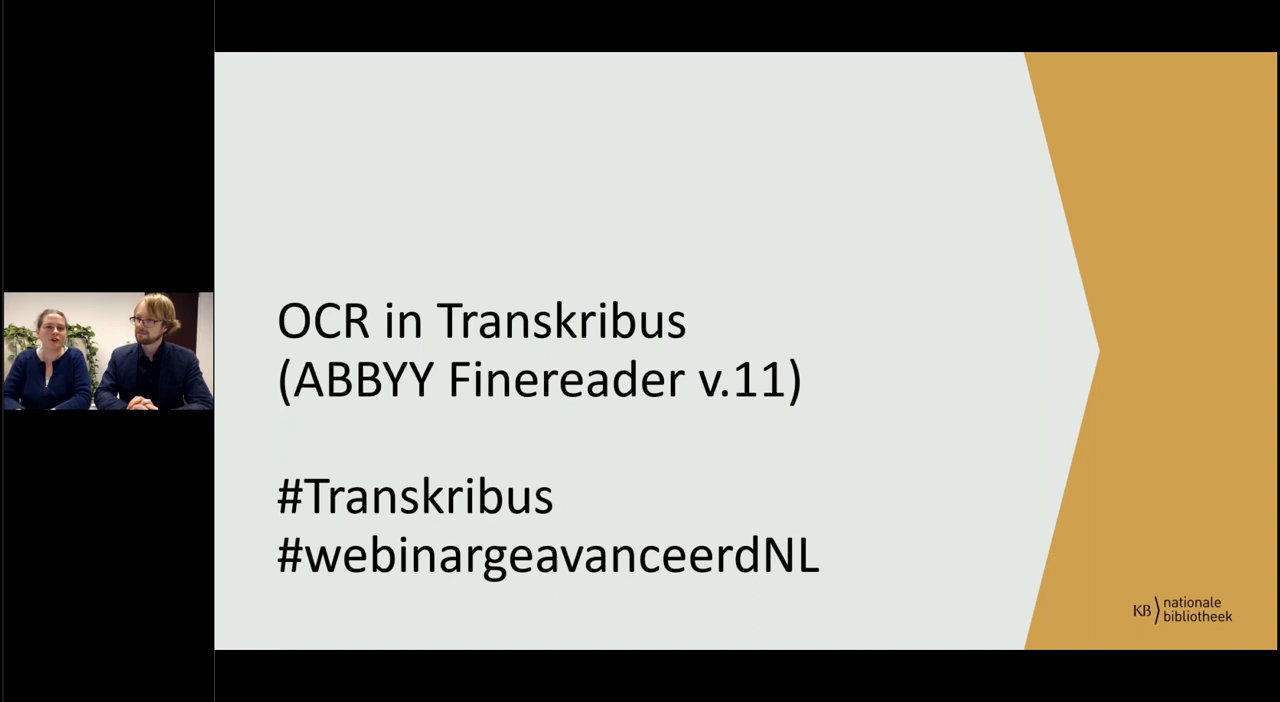 OCR in Transkribus
(ABBYY Finereader v.11)
#Transkribus
#webinargeavanceerdNL
KB nationale
bibliotheek